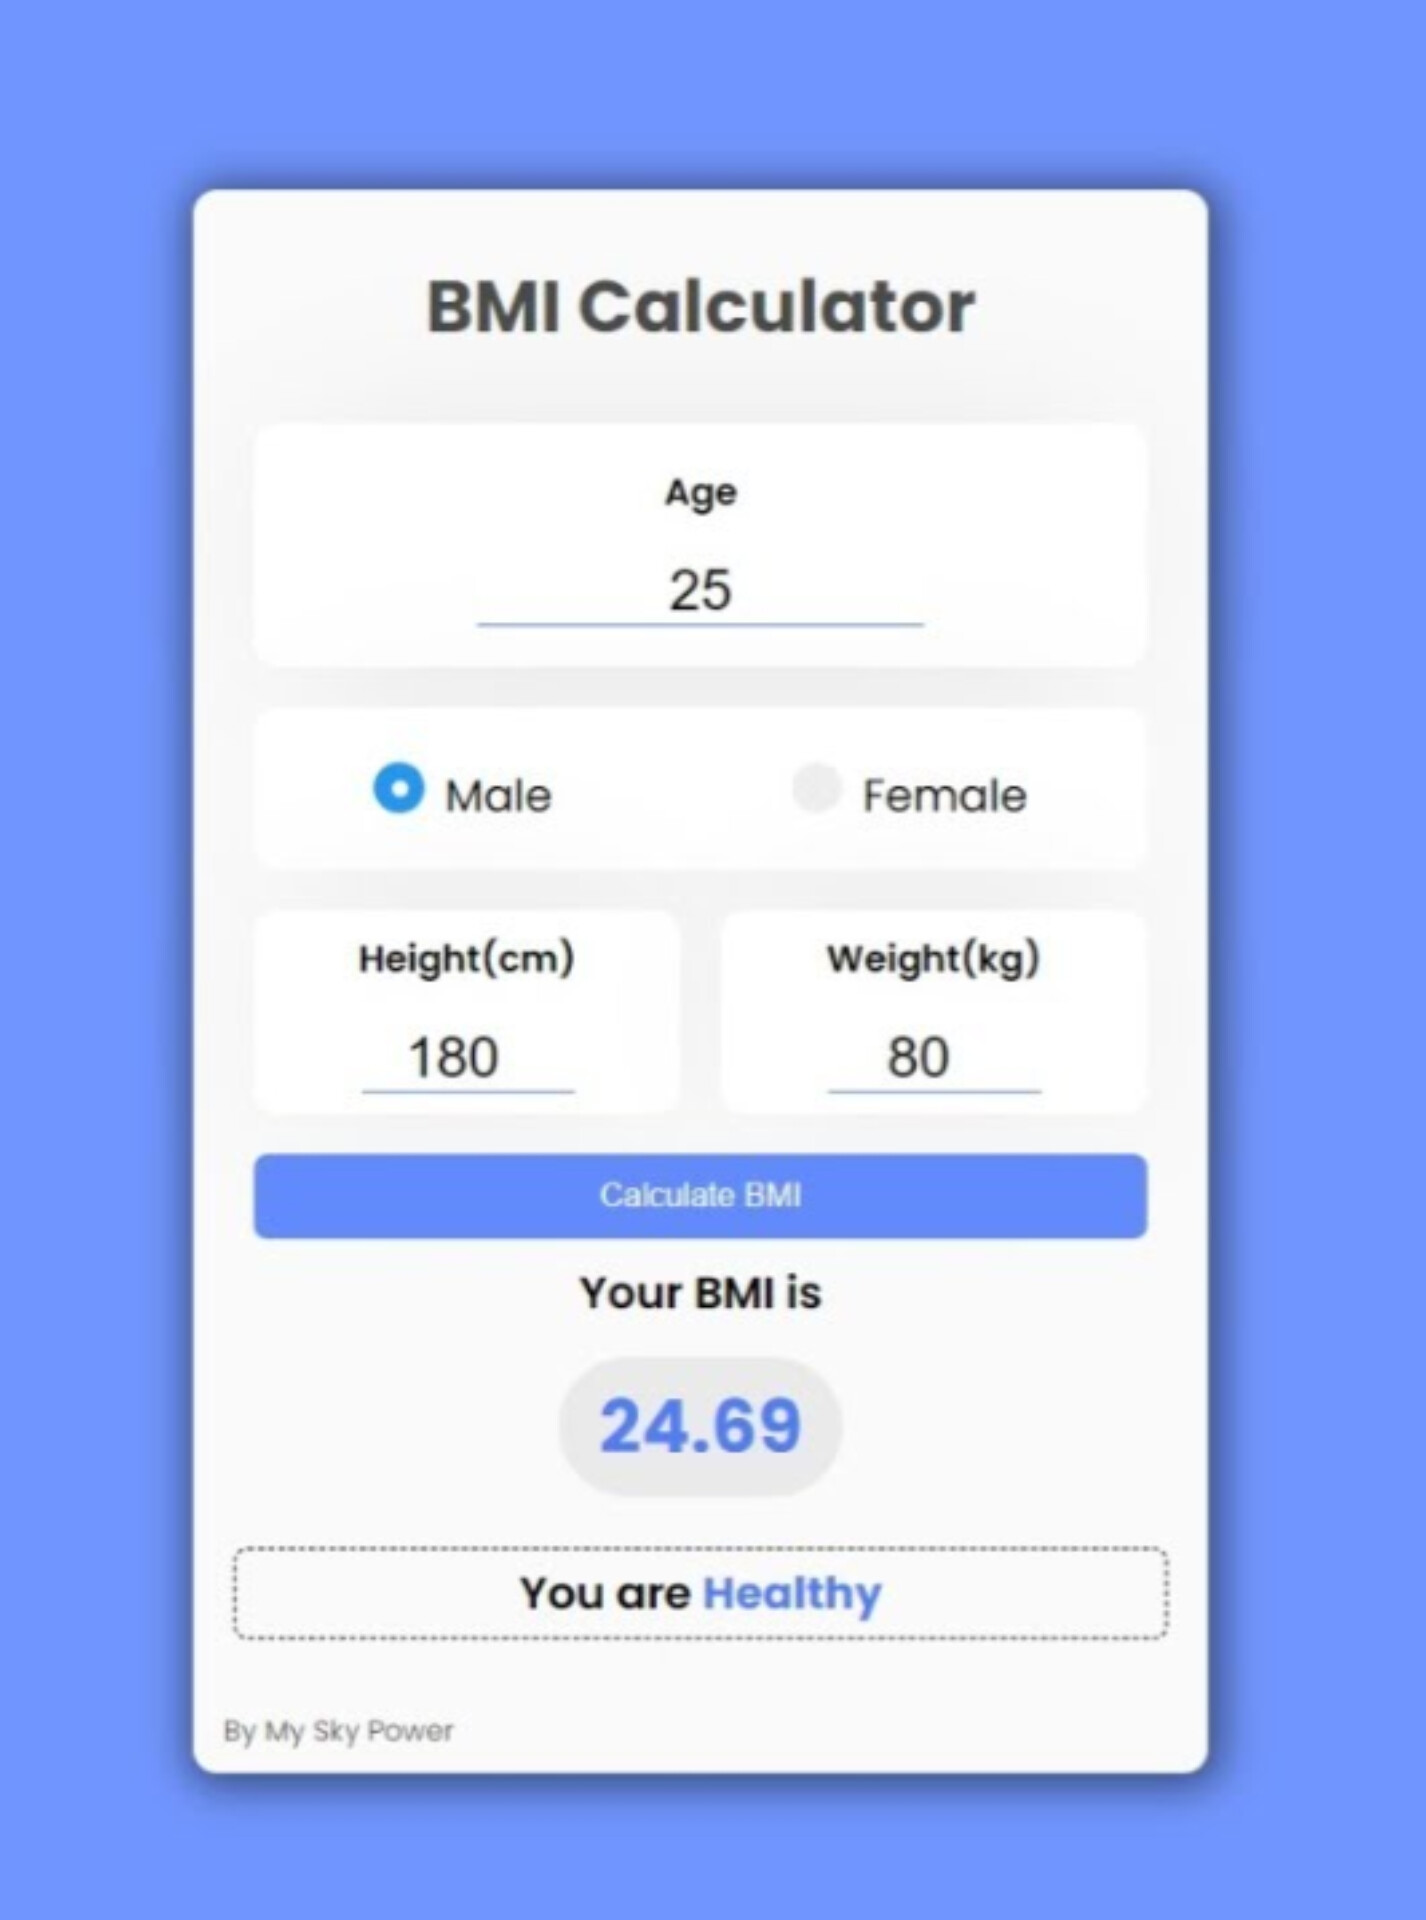 BMI Calculator
Age
25
Male Female
Height(cm) Weight(kg)
180 80
Calculate BMI
Your BMI is
24.69
You are Healthy
By My Sky Power